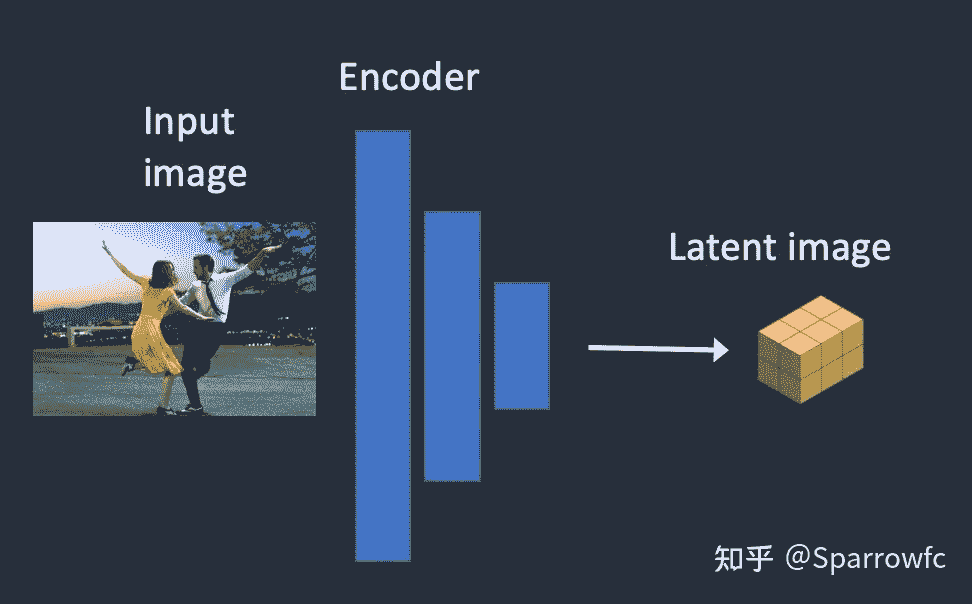 Encoder
Input
image
Latent image
知乎 @Sparrowfc